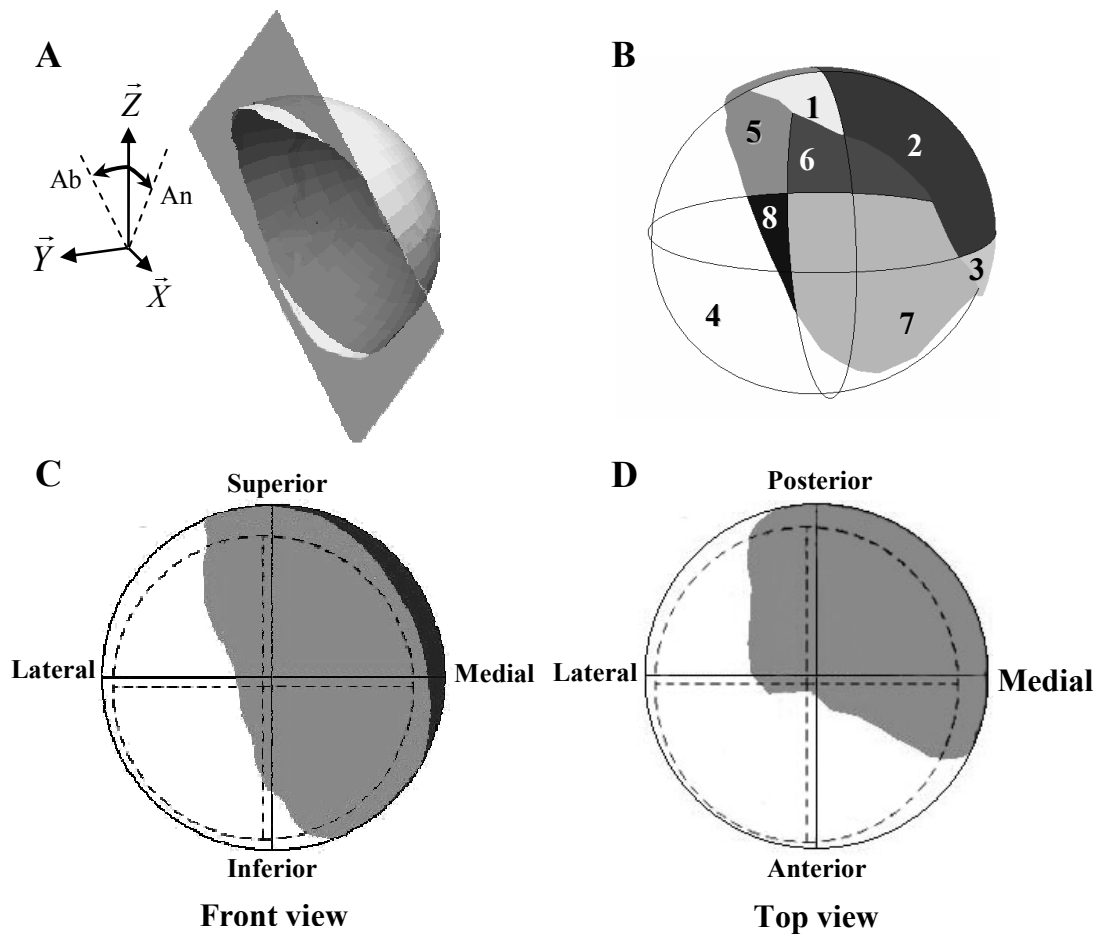 A
B
Z
Ab
An
Y
X
1
2
5
6
8
3
4
7
C
D
Superior
Posterior
Lateral
Medial
Lateral
Medial
Inferior
Anterior
Front view
Top view